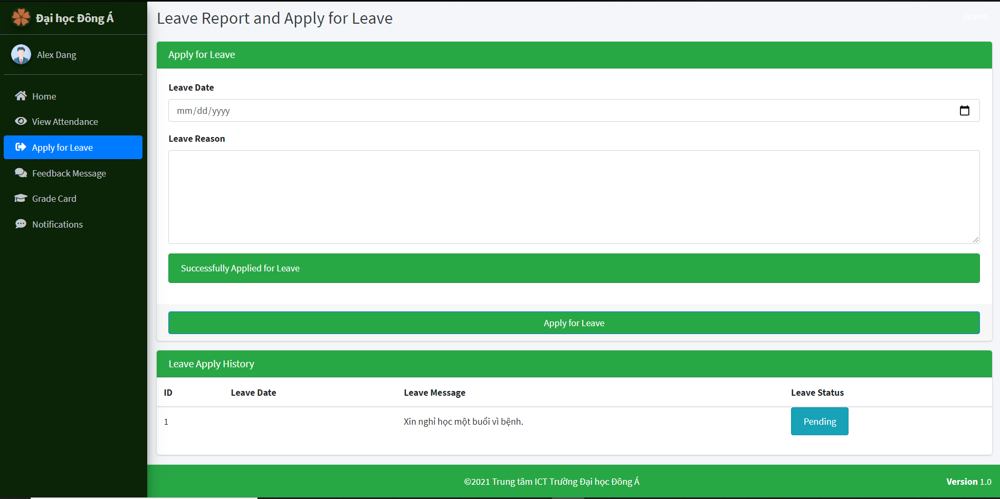 Đại học Đông Á
Alex Dang
Home
View Attendance
Apply for Leave
Feedback Message
Grade Card
Notifications
Leave Report and Apply for Leave
Home
Apply for Leave
Leave Date
mm/dd/yyyy
Leave Reason
Successfully Applied for Leave
Apply for Leave
Leave Apply History
ID Leave Date Leave Message Leave Status
1 Xin nghỉ học một buổi vì bệnh. Pending
©2021 Trung tâm ICT Trường Đại học Đông Á
Version 1.0